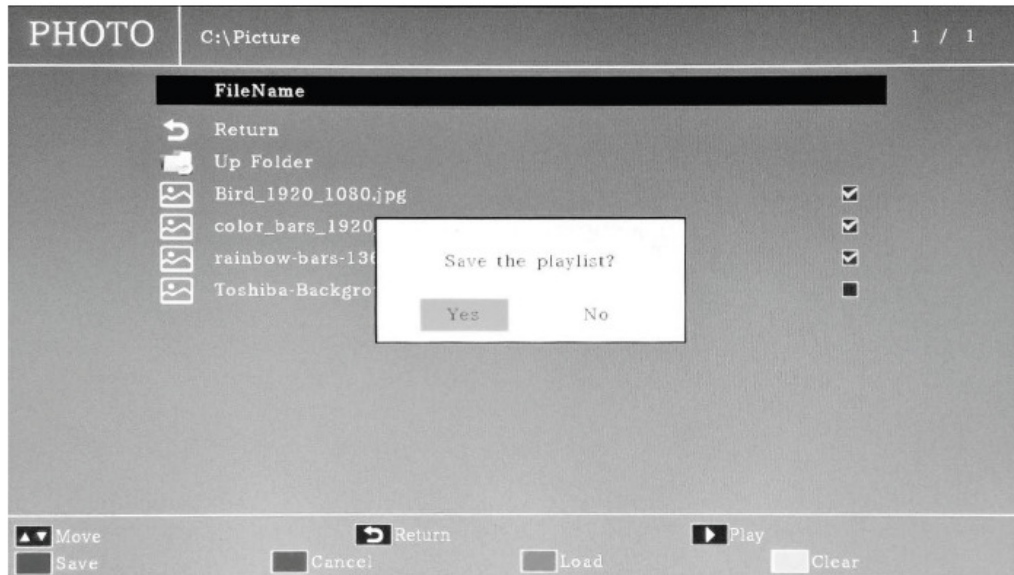 PHOTO
C:\Picture
1 / 1
FileName
Return
Up Folder
Bird_1920_1080.jpg
color_bars_1920
rainbow-bars-136
Toshiba-Backgro
Save the playlist?
Yes No
Move Return Play
Save Cancel Load Clear